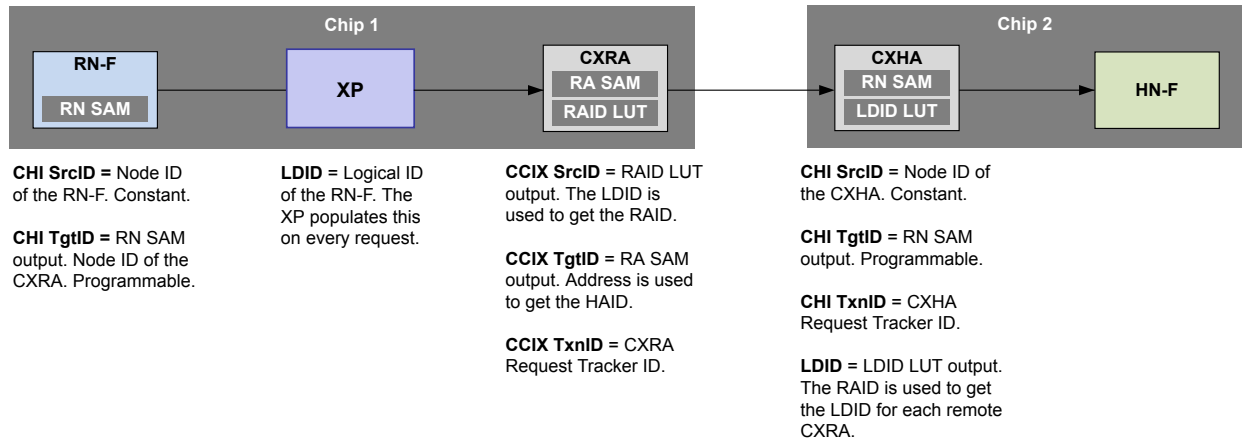 Chip 1
Chip 2
RN-F
RN SAM
XP
CXRA
RA SAM
RAID LUT
CXHA
RN SAM
LDID LUT
HN-F
CHI SrcID = Node ID
of the RN-F. Constant.
CHI TgtID = RN SAM
output. Node ID of the
CXRA. Programmable.
LDID = Logical ID
of the RN-F. The
XP populates this
on every request.
CCIX SrcID = RAID LUT
output. The LDID is
used to get the RAID.
CCIX TgtID = RA SAM
output. Address is used
to get the HAID.
CCIX TxnID = CXRA
Request Tracker ID.
CHI SrcID = Node ID of
the CXHA. Constant.
CHI TgtID = RN SAM
output. Programmable.
CHI TxnID = CXHA
Request Tracker ID.
LDID = LDID LUT output.
The RAID is used to get
the LDID for each remote
CXRA.